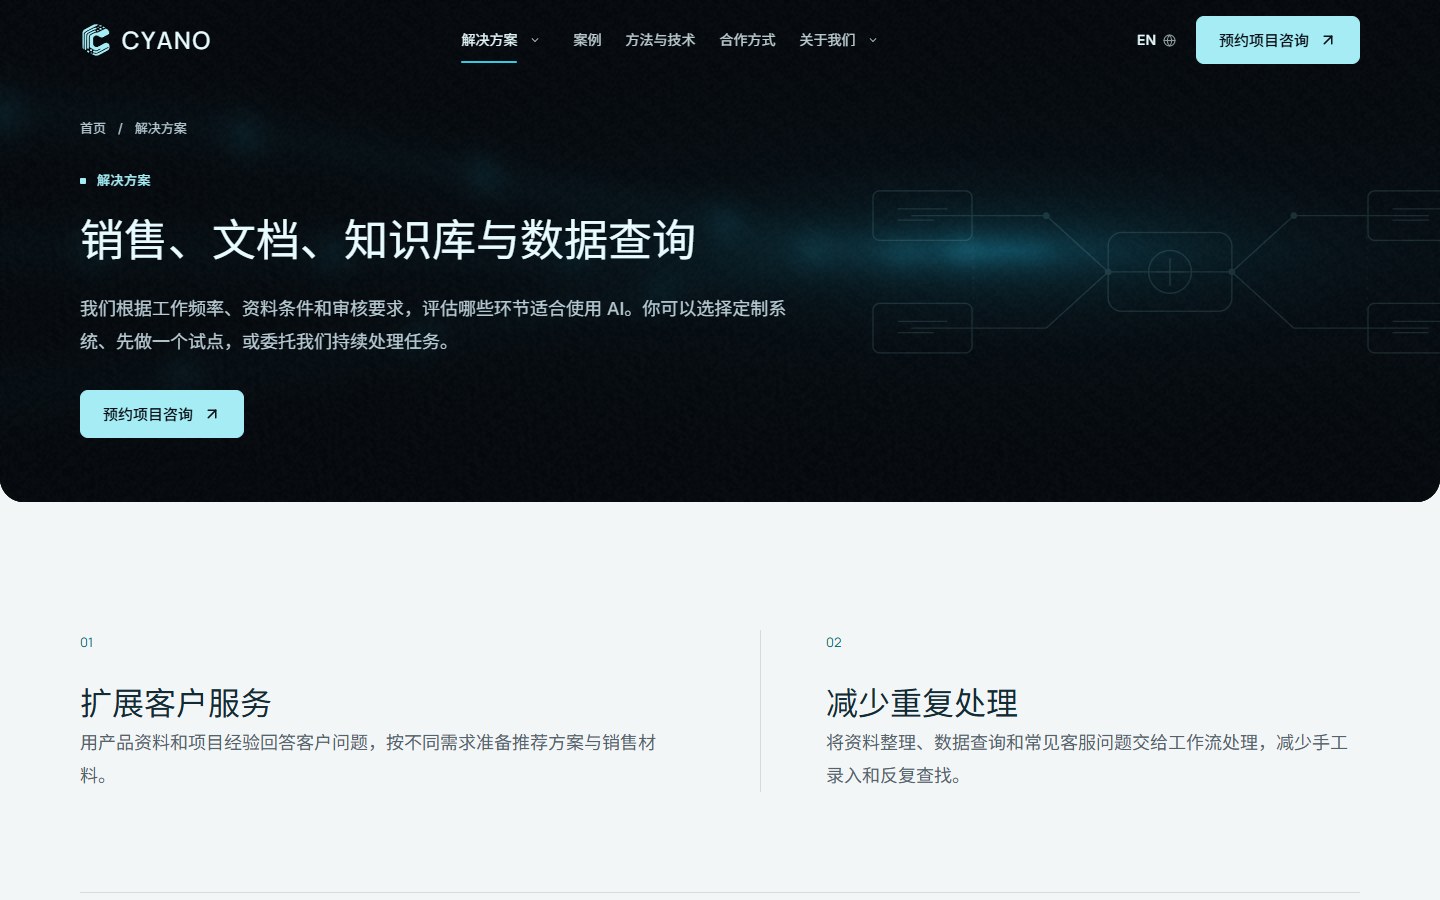 CYANO
解决方案
案例
方法与技术
合作方式
关于我们
EN
预约项目咨询
首页 / 解决方案
解决方案
销售、文档、知识库与数据查询
我们根据工作频率、资料条件和审核要求，评估哪些环节适合使用 AI。你可以选择定制系
统、先做一个试点，或委托我们持续处理任务。
预约项目咨询
01
扩展客户服务
用产品资料和项目经验回答客户问题，按不同需求准备推荐方案与销售材
料。
02
减少重复处理
将资料整理、数据查询和常见客服问题交给工作流处理，减少手工
录入和反复查找。